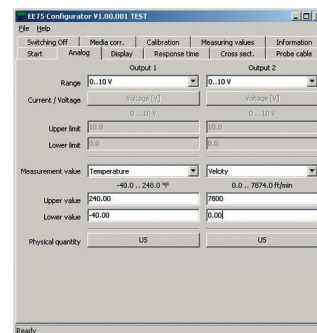 EE75 Configurator V1.00.001 TEST
File Help
Switching Off Media corr. Calibration Measuring values Information
Start Analog Display Response time Cross sect. Probe cable
Output 1 Output 2
Range 0..10 V 0..10 V
Current / Voltage Voltage [V] Voltage [V]
0 ... 10 V 0 ... 10 V
Upper limit 10.0 10.0
Lower limit 0.0 0.0
Measurement value Temperature Velcity
-40.0 .. 248.0 °F 0.0 .. 7874.0 ft/min
Upper value 240.00 7800
Lower value -40.00 0.00
Physical quantity US US
Ready